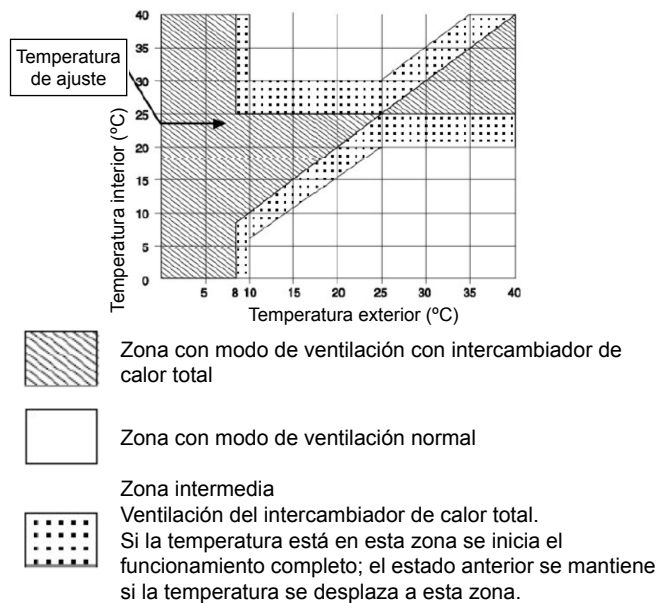 Temperatura
de ajuste
Temperatura interior (ºC)
40
35
30
25
20
15
10
5
0
5 8 10 15 20 25 30 35 40
Temperatura exterior (ºC)
Zona con modo de ventilación con intercambiador de
calor total
Zona con modo de ventilación normal
Zona intermedia
Ventilación del intercambiador de calor total.
Si la temperatura está en esta zona se inicia el
funcionamiento completo; el estado anterior se mantiene
si la temperatura se desplaza a esta zona.